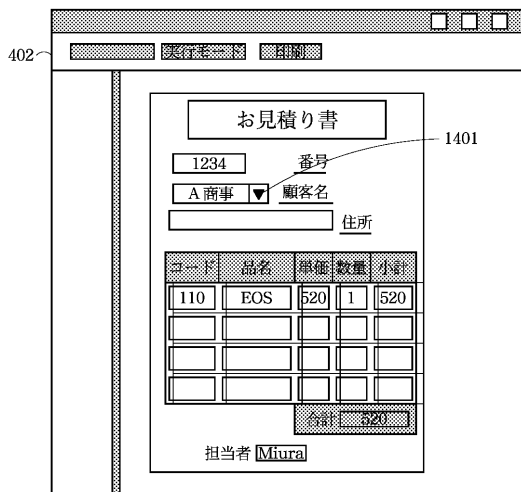 402
実行モード 印刷
お見積り書
1234 番号
1401
A商事 ▼ 顧客名
住所
コード 品名 単価 数量 小計
110 EOS 520 1 520
合計 520
担当者 Miura